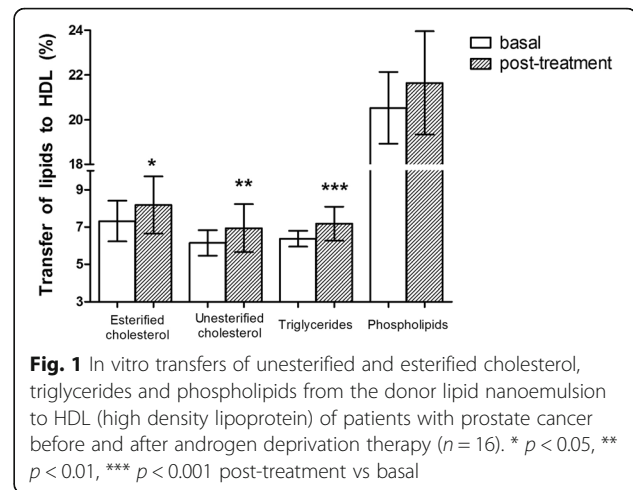 24
22
20
18
9
7
5
3
Transfer of lipids to HDL (%)
basal
post-treatment
*
**
***
Esterified
cholesterol
Unesterified
cholesterol
Triglycerides
Phospholipids
Fig. 1 In vitro transfers of unesterified and esterified cholesterol,
triglycerides and phospholipids from the donor lipid nanoemulsion
to HDL (high density lipoprotein) of patients with prostate cancer
before and after androgen deprivation therapy (n = 16). * p < 0.05, **
p < 0.01, *** p < 0.001 post-treatment vs basal